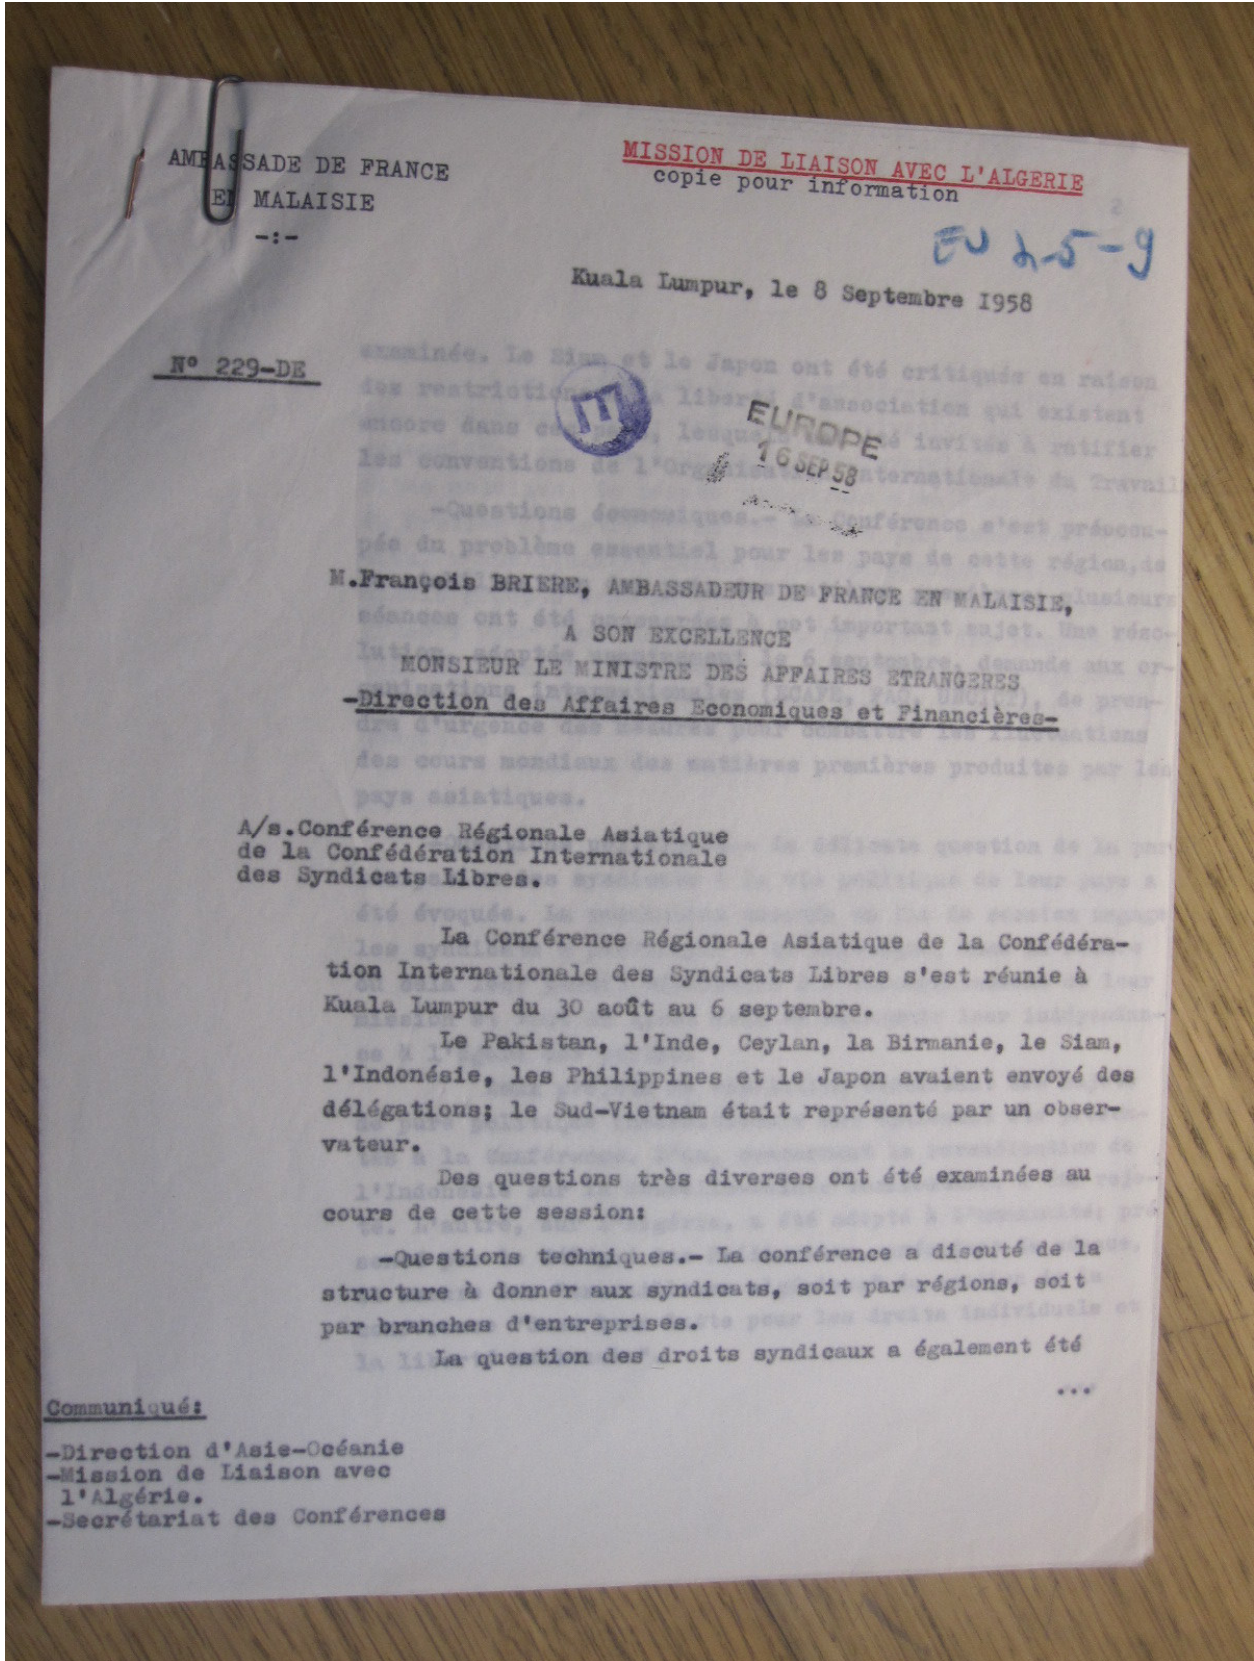 AMBASSADE DE FRANCE
EN MALAISIE
-:-
MISSION DE LIAISON AVEC L'ALGERIE
copie pour information
2
EU 25-9
Kuala Lumpur, le 8 Septembre 1958
N° 229-DE
EUROPE
16 SEP 58
M.François BRIERE, AMBASSADEUR DE FRANCE EN MALAISIE,
A SON EXCELLENCE
MONSIEUR LE MINISTRE DES AFFAIRES ETRANGERES
-Direction des Affaires Economiques et Financières-
A/s.Conférence Régionale Asiatique
de la Confédération Internationale
des Syndicats Libres.
La Conférence Régionale Asiatique de la Confédéra-
tion Internationale des Syndicats Libres s'est réunie à
Kuala Lumpur du 30 août au 6 septembre.
Le Pakistan, l'Inde, Ceylan, la Birmanie, le Siam,
l'Indonésie, les Philippines et le Japon avaient envoyé des
délégations; le Sud-Vietnam était représenté par un obser-
vateur.
Des questions très diverses ont été examinées au
cours de cette session:
-Questions techniques.- La conférence a discuté de la
structure à donner aux syndicats, soit par régions, soit
par branches d'entreprises.
La question des droits syndicaux a également été
...
Communiqué:
-Direction d'Asie-Océanie
-Mission de Liaison avec
l'Algérie.
-Secrétariat des Conférences